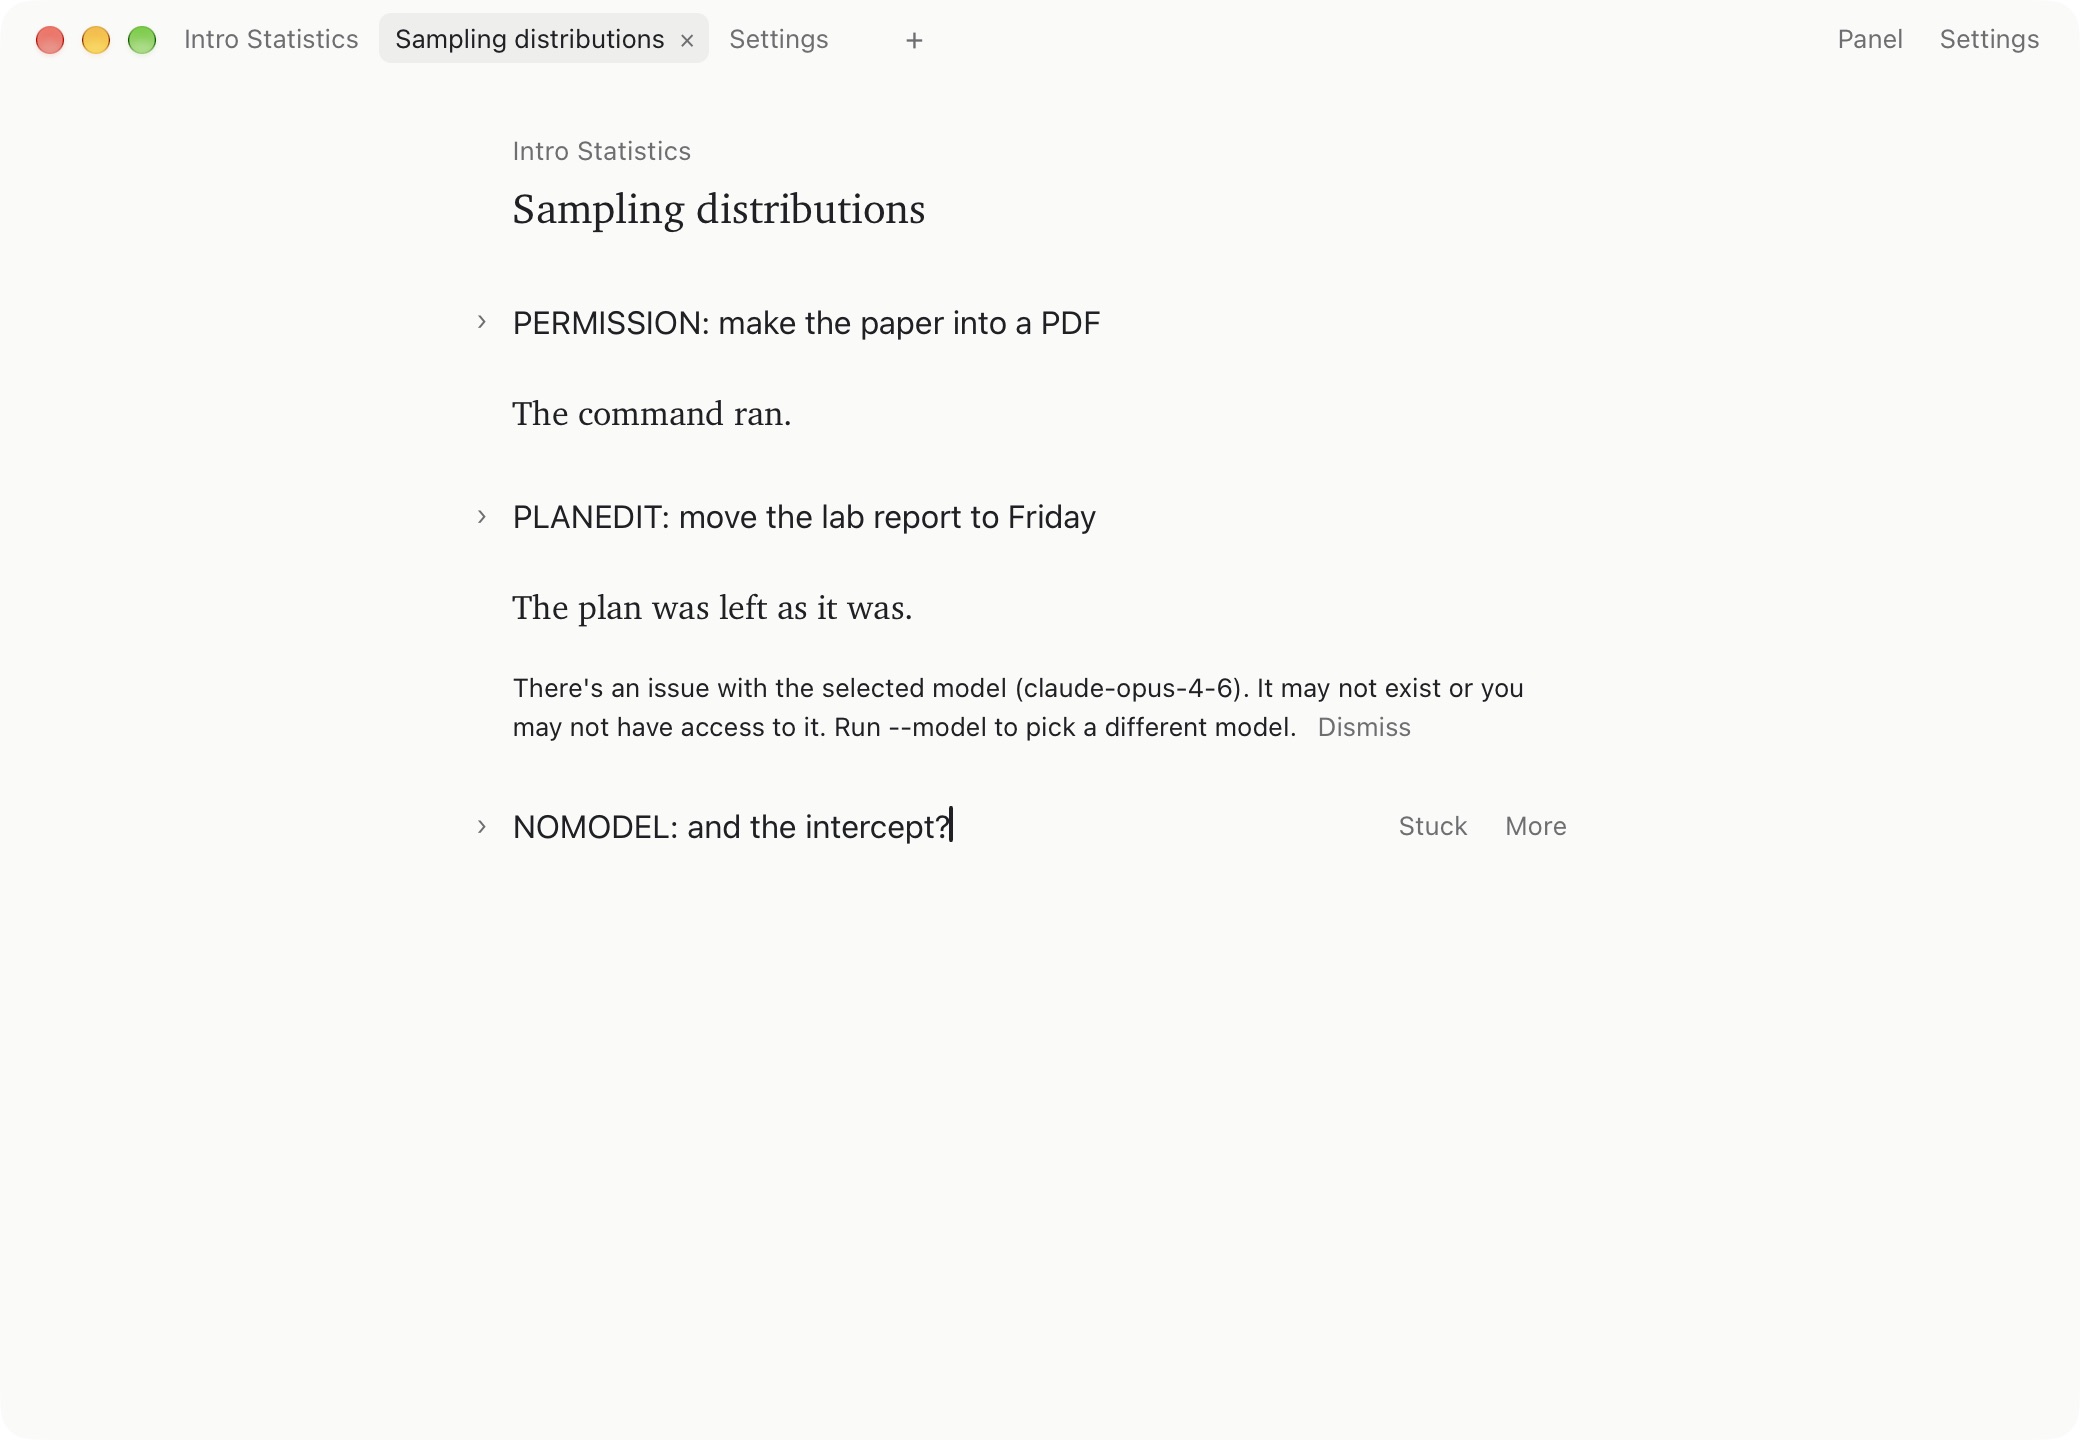 Intro Statistics
Sampling distributions ×
Settings
+
Panel
Settings
Intro Statistics
Sampling distributions
› PERMISSION: make the paper into a PDF
The command ran.
› PLANEDIT: move the lab report to Friday
The plan was left as it was.
There's an issue with the selected model (claude-opus-4-6). It may not exist or you
may not have access to it. Run --model to pick a different model. Dismiss
› NOMODEL: and the intercept?
Stuck
More